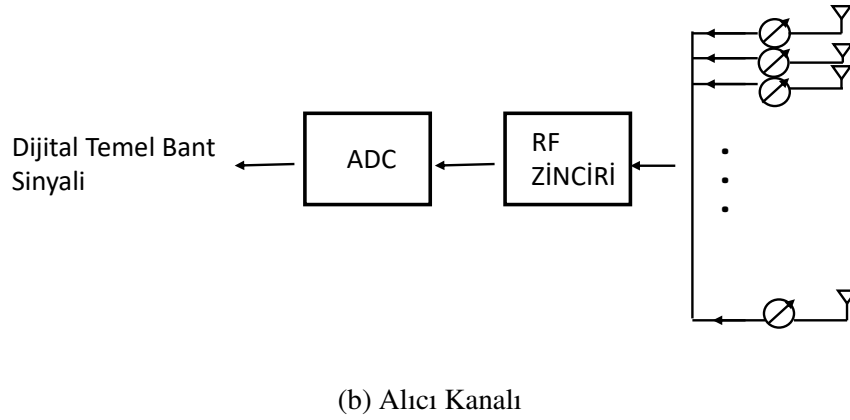 Dijital Temel Bant
Sinyali
ADC
RF
ZİNCİRİ
(b) Alıcı Kanalı